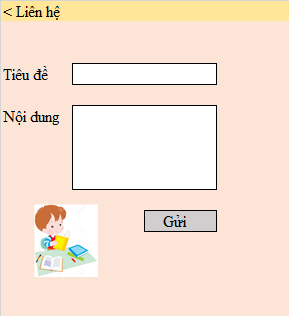 < Liên hệ
Tiêu đề
Nội dung
Gửi